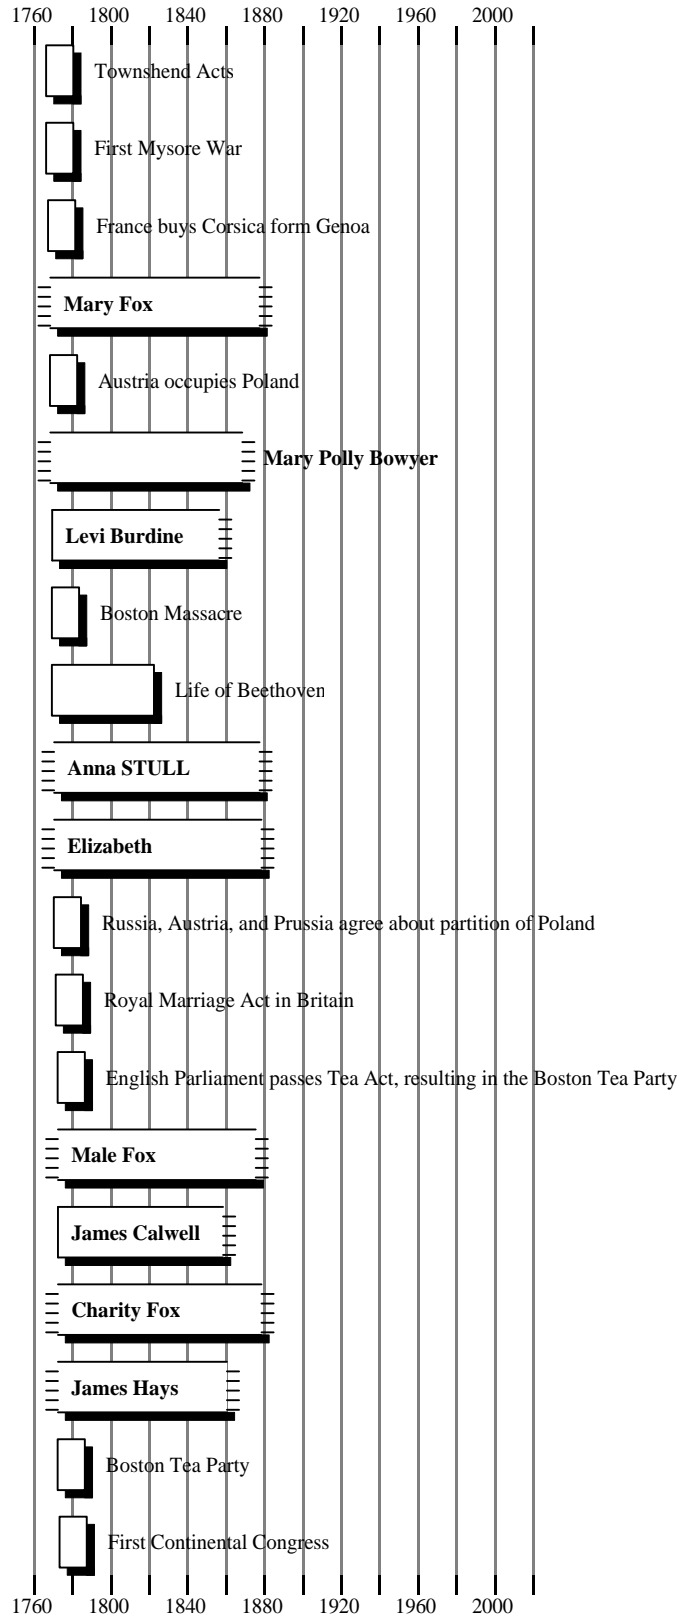 1760 1800 1840 1880 1920 1960 2000
Townshend Acts
First Mysore War
France buys Corsica form Genoa
Mary Fox
Austria occupies Poland
Mary Polly Bowyer
Levi Burdine
Boston Massacre
Life of Beethoven
Anna STULL
Elizabeth
Russia, Austria, and Prussia agree about partition of Poland
Royal Marriage Act in Britain
English Parliament passes Tea Act, resulting in the Boston Tea Party
Male Fox
James Calwell
Charity Fox
James Hays
Boston Tea Party
First Continental Congress
1760 1800 1840 1880 1920 1960 2000